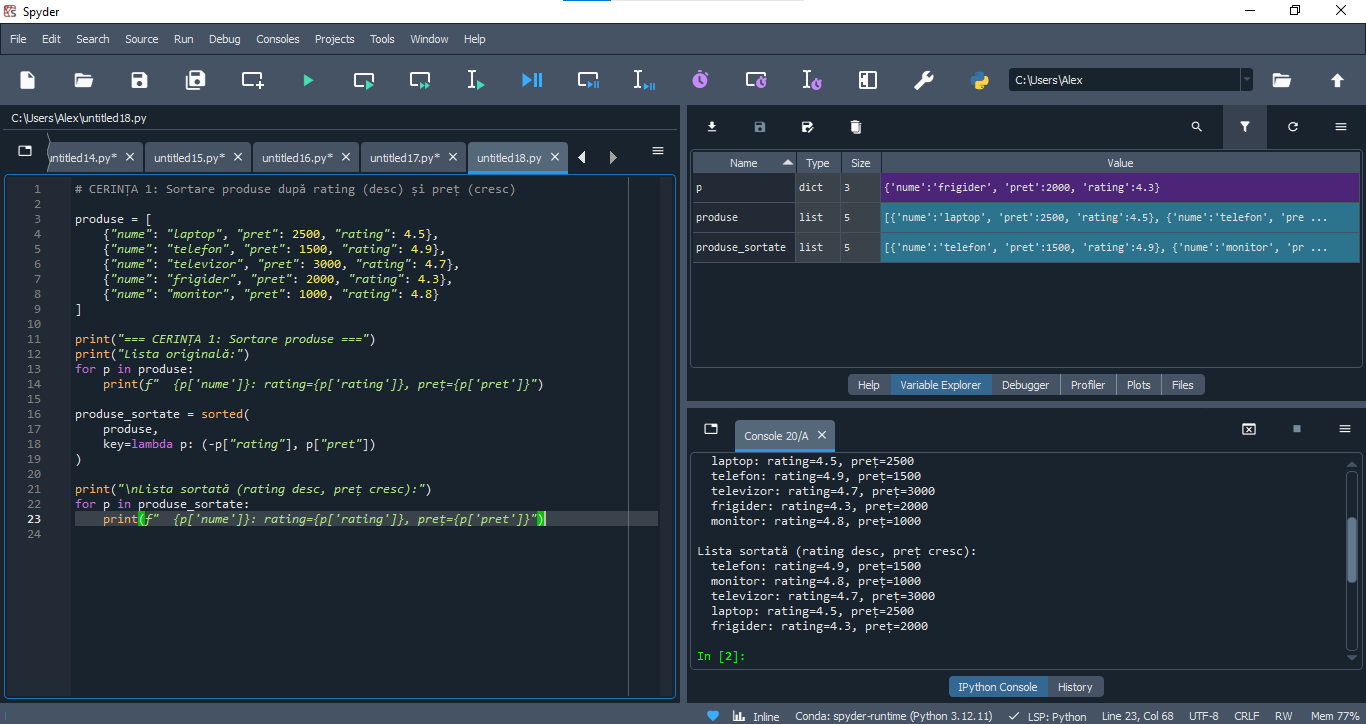 Spyder
File Edit Search Source Run Debug Consoles Projects Tools Window Help
C:\Users\Alex
C:\Users\Alex\untitled18.py
untitled14.py* untitled15.py* untitled16.py* untitled17.py* untitled18.py
1 # CERINȚA 1: Sortare produse după rating (desc) și preț (cresc)
2
3 produse = [
4     {"nume": "laptop", "pret": 2500, "rating": 4.5},
5     {"nume": "telefon", "pret": 1500, "rating": 4.9},
6     {"nume": "televizor", "pret": 3000, "rating": 4.7},
7     {"nume": "frigider", "pret": 2000, "rating": 4.3},
8     {"nume": "monitor", "pret": 1000, "rating": 4.8}
9 ]
10
11 print("=== CERINȚA 1: Sortare produse ===")
12 print("Lista originală:")
13 for p in produse:
14     print(f"  {p['nume']}: rating={p['rating']}, preț={p['pret']}")
15
16 produse_sortate = sorted(
17     produse,
18     key=lambda p: (-p["rating"], p["pret"])
19 )
20
21 print("\nLista sortată (rating desc, preț cresc):")
22 for p in produse_sortate:
23     print(f"  {p['nume']}: rating={p['rating']}, preț={p['pret']}")
24
Name Type Size Value
p dict 3 {'nume':'frigider', 'pret':2000, 'rating':4.3}
produse list 5 [{'nume':'laptop', 'pret':2500, 'rating':4.5}, {'nume':'telefon', 'pre ...
produse_sortate list 5 [{'nume':'telefon', 'pret':1500, 'rating':4.9}, {'nume':'monitor', 'pr ...
Help Variable Explorer Debugger Profiler Plots Files
Console 20/A
  laptop: rating=4.5, preț=2500
  telefon: rating=4.9, preț=1500
  televizor: rating=4.7, preț=3000
  frigider: rating=4.3, preț=2000
  monitor: rating=4.8, preț=1000

Lista sortată (rating desc, preț cresc):
  telefon: rating=4.9, preț=1500
  monitor: rating=4.8, preț=1000
  televizor: rating=4.7, preț=3000
  laptop: rating=4.5, preț=2500
  frigider: rating=4.3, preț=2000

In [2]:
IPython Console History
Inline Conda: spyder-runtime (Python 3.12.11) LSP: Python Line 23, Col 68 UTF-8 CRLF RW Mem 77%